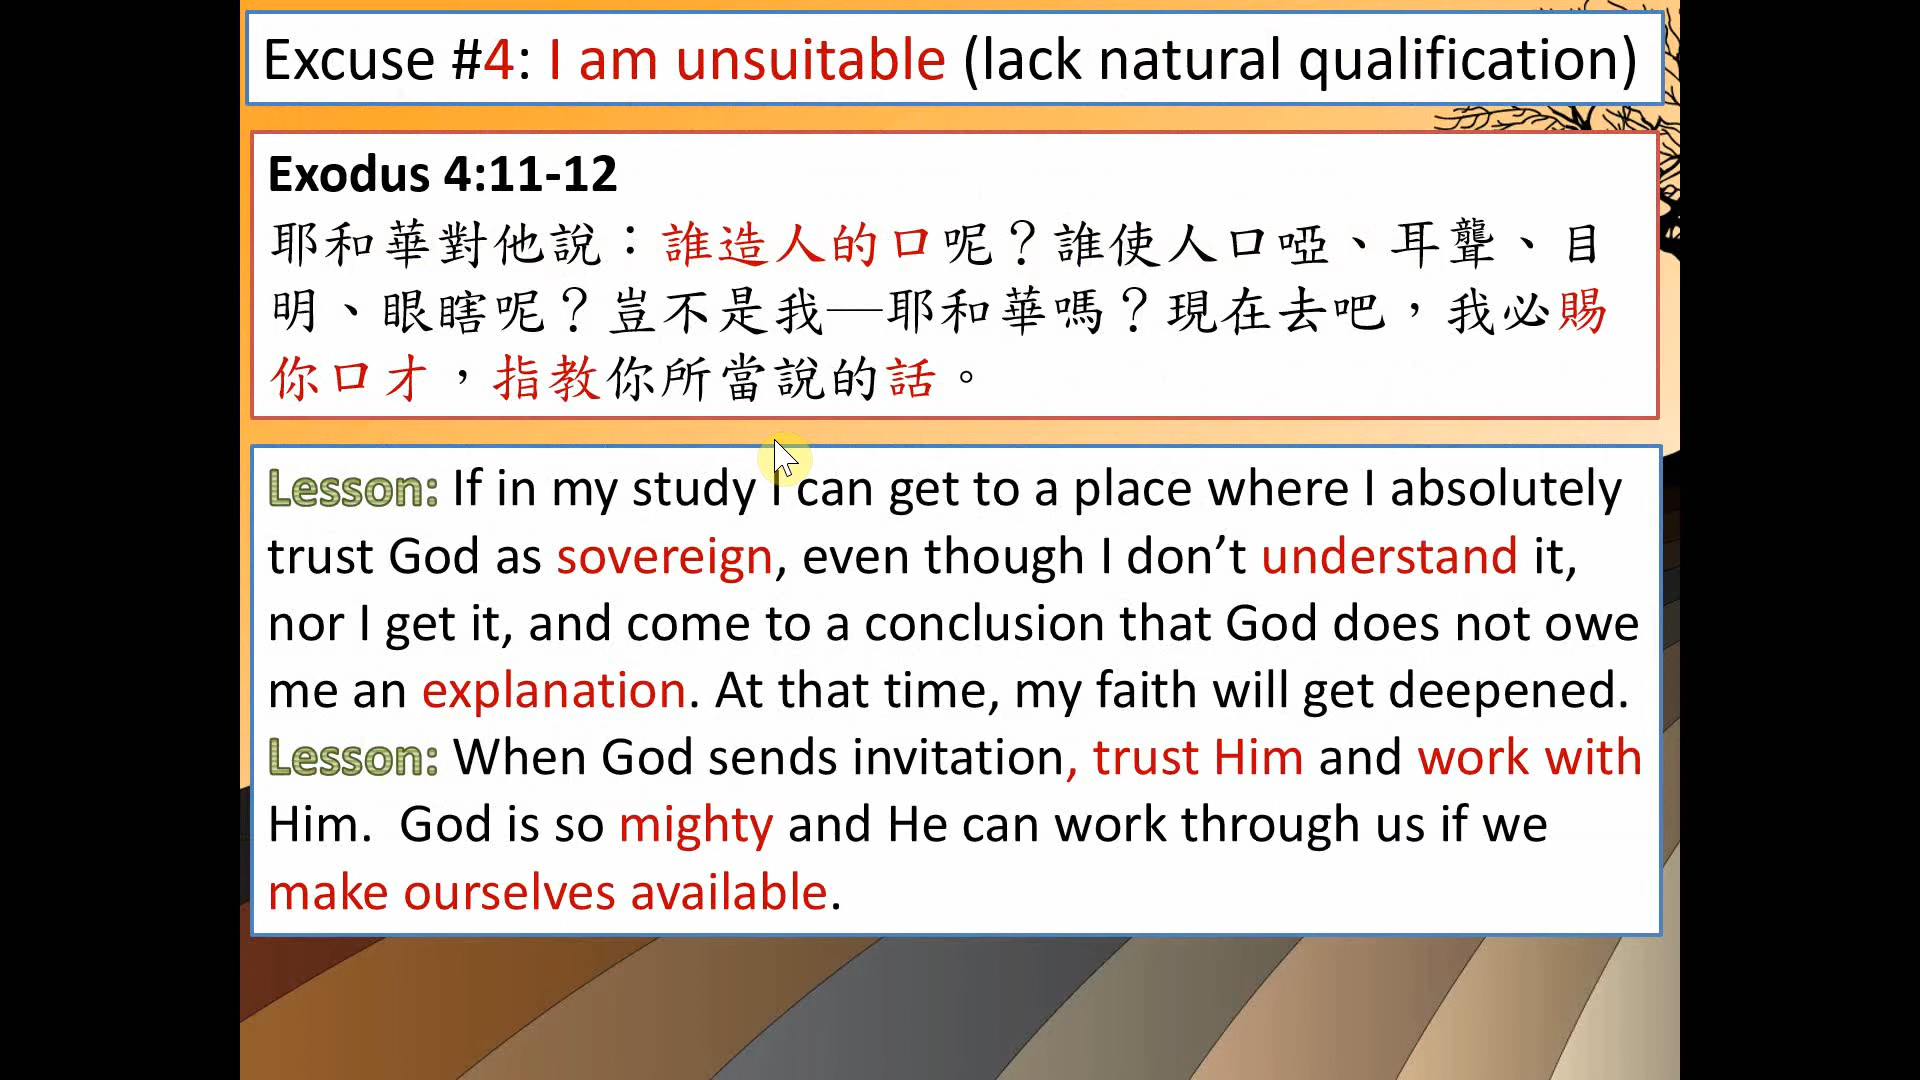 Excuse #4: I am unsuitable (lack natural qualification)
Exodus 4:11-12
耶和華對他說：誰造人的口呢？誰使人口啞、耳聾、目
明、眼瞎呢？豈不是我─耶和華嗎？現在去吧，我必賜
你口才，指教你所當說的話。
Lesson: If in my study I can get to a place where I absolutely
trust God as sovereign, even though I don’t understand it,
nor I get it, and come to a conclusion that God does not owe
me an explanation. At that time, my faith will get deepened.
Lesson: When God sends invitation, trust Him and work with
Him.  God is so mighty and He can work through us if we
make ourselves available.